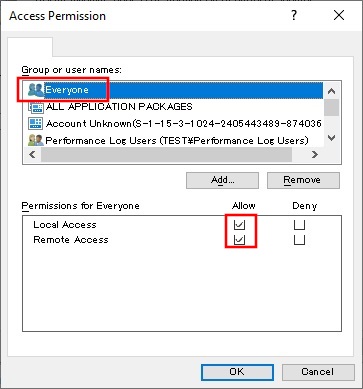 Access Permission
Group or user names:
Everyone
ALL APPLICATION PACKAGES
Account Unknown(S-1-15-3-1024-2405443489-874036
Performance Log Users (TEST¥Performance Log Users)
Add...
Remove
Permissions for Everyone
Allow
Deny
Local Access
Remote Access
OK
Cancel